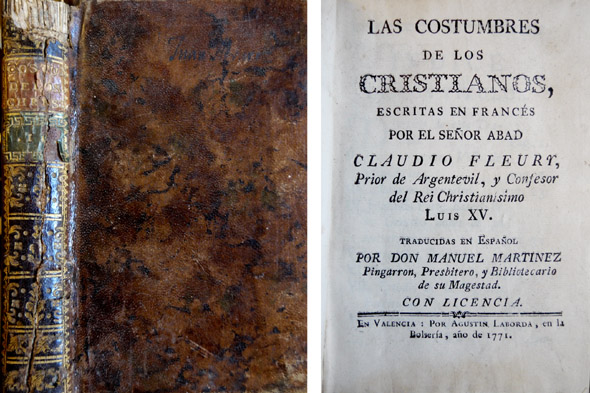 LAS COSTUMBRES
DE LOS
CRISTIANOS,
ESCRITAS EN FRANCÉS
POR EL SEÑOR ABAD
CLAUDIO FLEURY,
Prior de Argentevil, y Confesor
del Rei Christianisimo
LUIS XV.
TRADUCIDAS EN ESPAÑOL
POR DON MANUEL MARTINEZ
Pingarron, Presbitero, y Bibliotecario
de su Magestad.
CON LICENCIA.
EN VALENCIA: POR AGUSTIN LABORDA, en la
Bolsería, año de 1771.